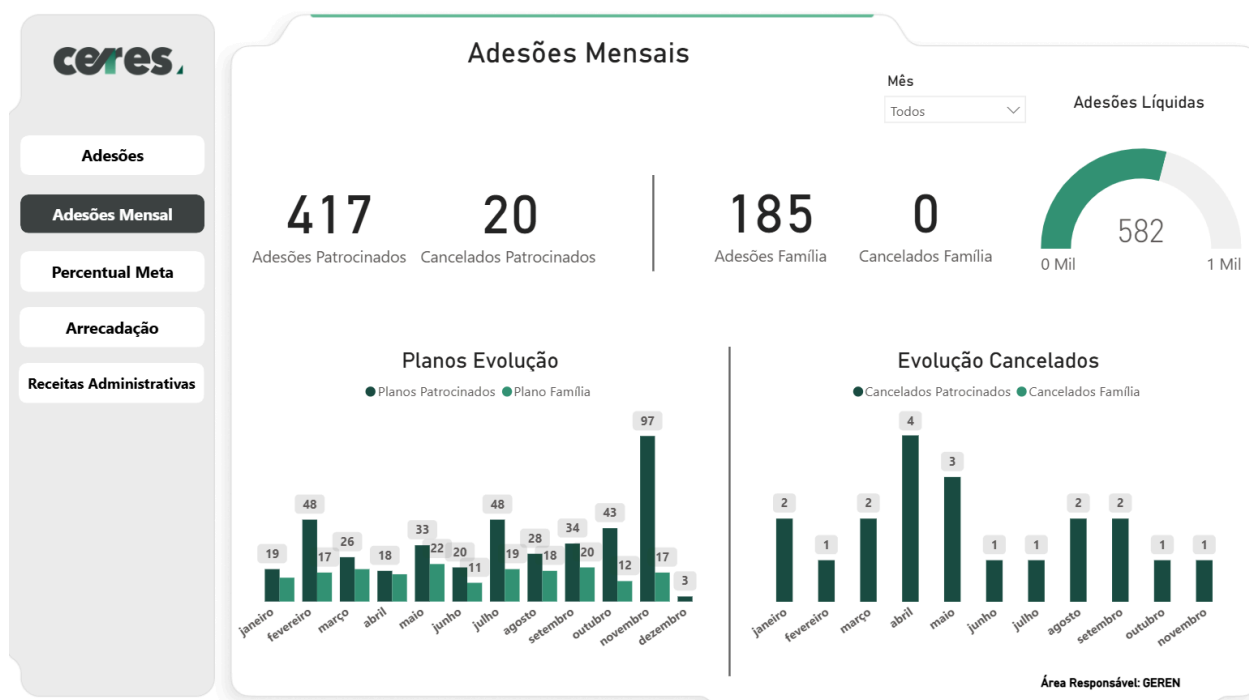 ceres
Adesões
Adesões Mensal
Percentual Meta
Arrecadação
Receitas Administrativas
Adesões Mensais
Mês
Todos
Adesões Líquidas
582
0 Mil
1 Mil
417
Adesões Patrocinados
20
Cancelados Patrocinados
185
Adesões Família
0
Cancelados Família
Planos Evolução
Planos Patrocinados Plano Família
19
48
17
26
18
33
22
20
11
48
19
28
18
34
20
43
12
97
17
3
janeiro
fevereiro
março
abril
maio
junho
julho
agosto
setembro
outubro
novembro
dezembro
Evolução Cancelados
Cancelados Patrocinados Cancelados Família
2
1
2
4
3
1
1
2
2
1
1
janeiro
fevereiro
março
abril
maio
junho
julho
agosto
setembro
outubro
novembro
Área Responsável: GEREN